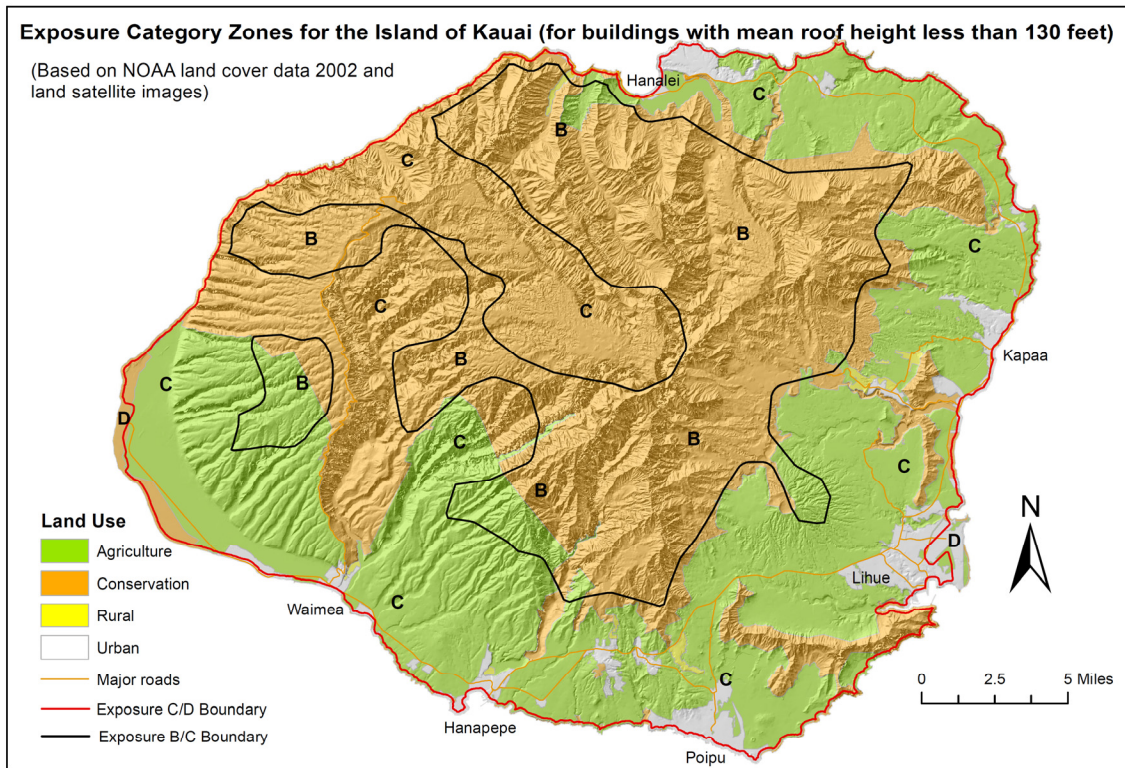 Exposure Category Zones for the Island of Kauai (for buildings with mean roof height less than 130 feet)
(Based on NOAA land cover data 2002 and
land satellite images)
Hanalei
C
B
C
B
B
C
C
C
B
Kapaa
C
B
B
D
B
C
C
B
N
Land Use
Agriculture
Conservation
Rural
Urban
Major roads
Exposure C/D Boundary
Exposure B/C Boundary
D
Lihue
Waimea
C
C
0 2.5 5 Miles
Hanapepe
Poipu